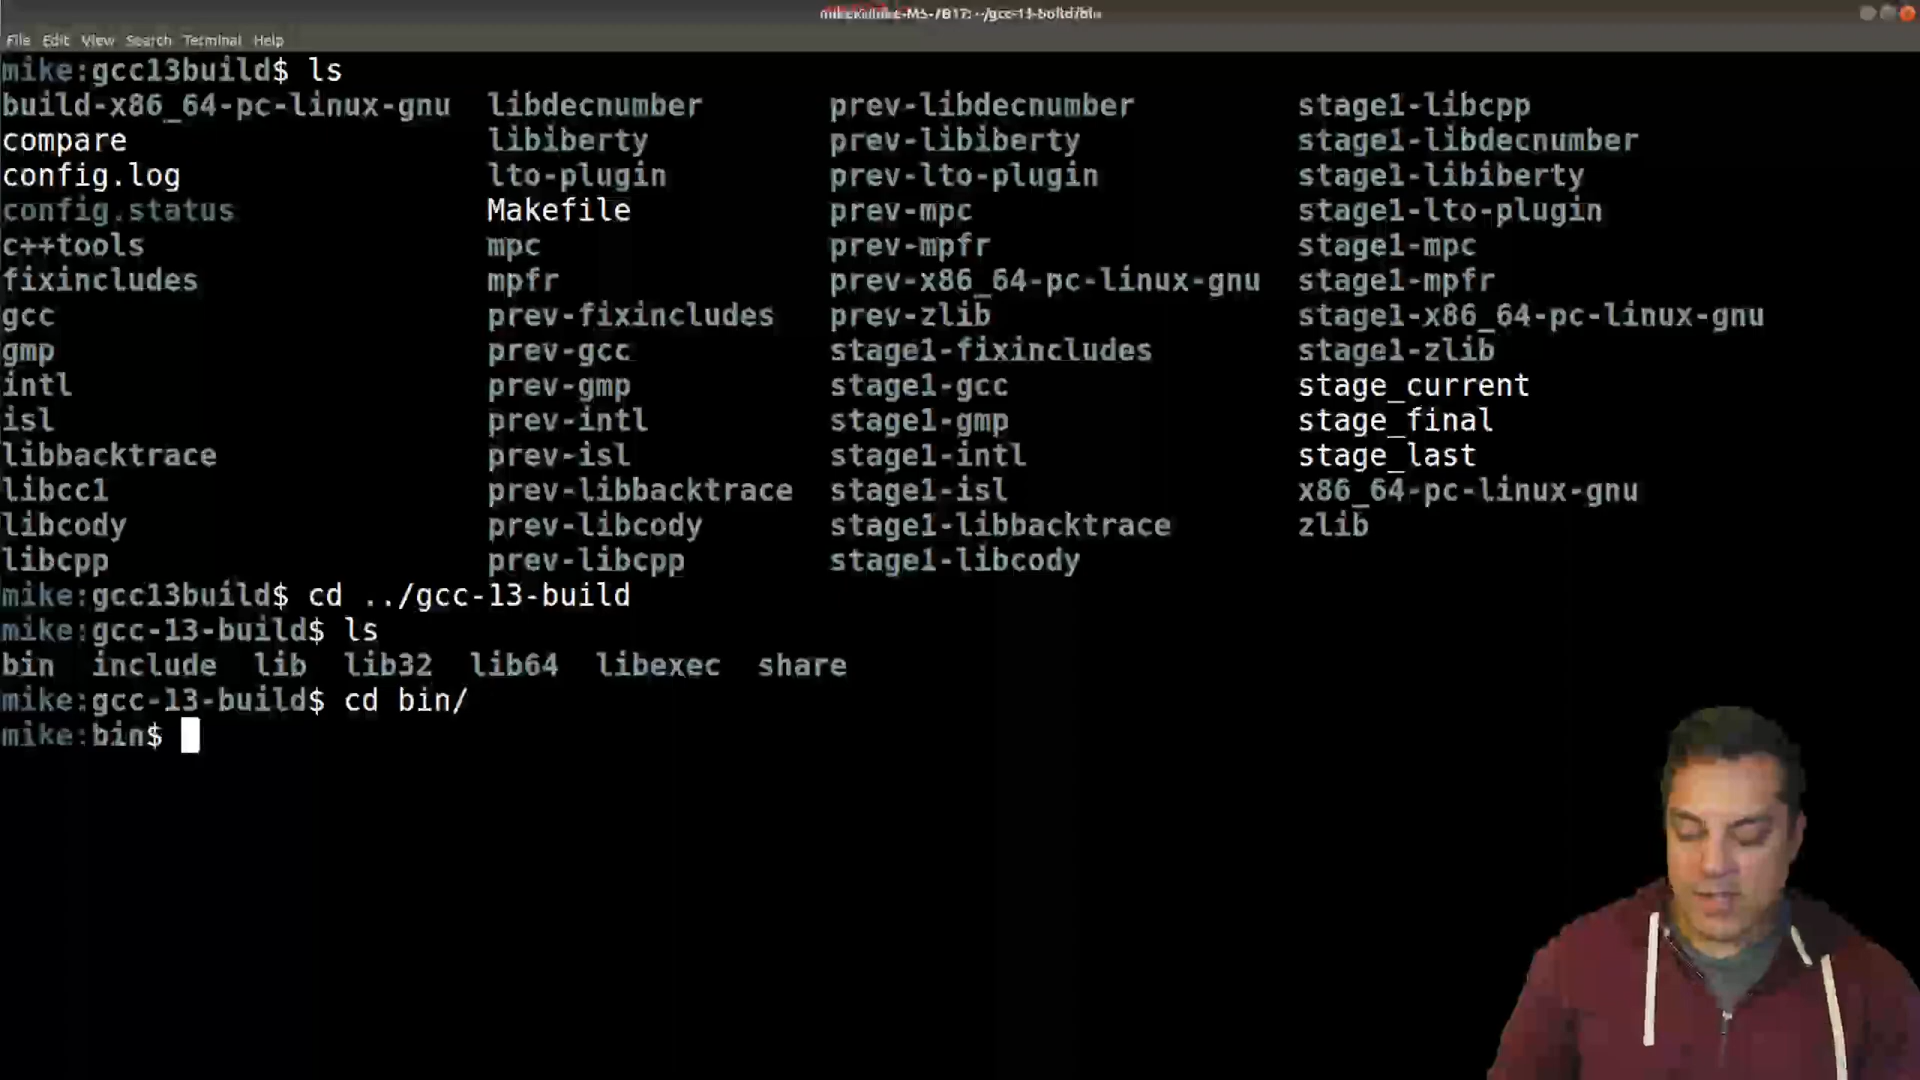 File Edit View Search Terminal Help
mike:gcc13build$ ls
build-x86_64-pc-linux-gnu libdecnumber prev-libdecnumber stage1-libcpp
compare libiberty prev-libiberty stage1-libdecnumber
config.log lto-plugin prev-lto-plugin stage1-libiberty
config.status Makefile prev-mpc stage1-lto-plugin
c++tools mpc prev-mpfr stage1-mpc
fixincludes mpfr prev-x86_64-pc-linux-gnu stage1-mpfr
gcc prev-fixincludes prev-zlib stage1-x86_64-pc-linux-gnu
gmp prev-gcc stage1-fixincludes stage1-zlib
intl prev-gmp stage1-gcc stage_current
isl prev-intl stage1-gmp stage_final
libbacktrace prev-isl stage1-intl stage_last
libcc1 prev-libbacktrace stage1-isl x86_64-pc-linux-gnu
libcody prev-libcody stage1-libbacktrace zlib
libcpp prev-libcpp stage1-libcody
mike:gcc13build$ cd ../gcc-13-build
mike:gcc-13-build$ ls
bin include lib lib32 lib64 libexec share
mike:gcc-13-build$ cd bin/
mike:bin$